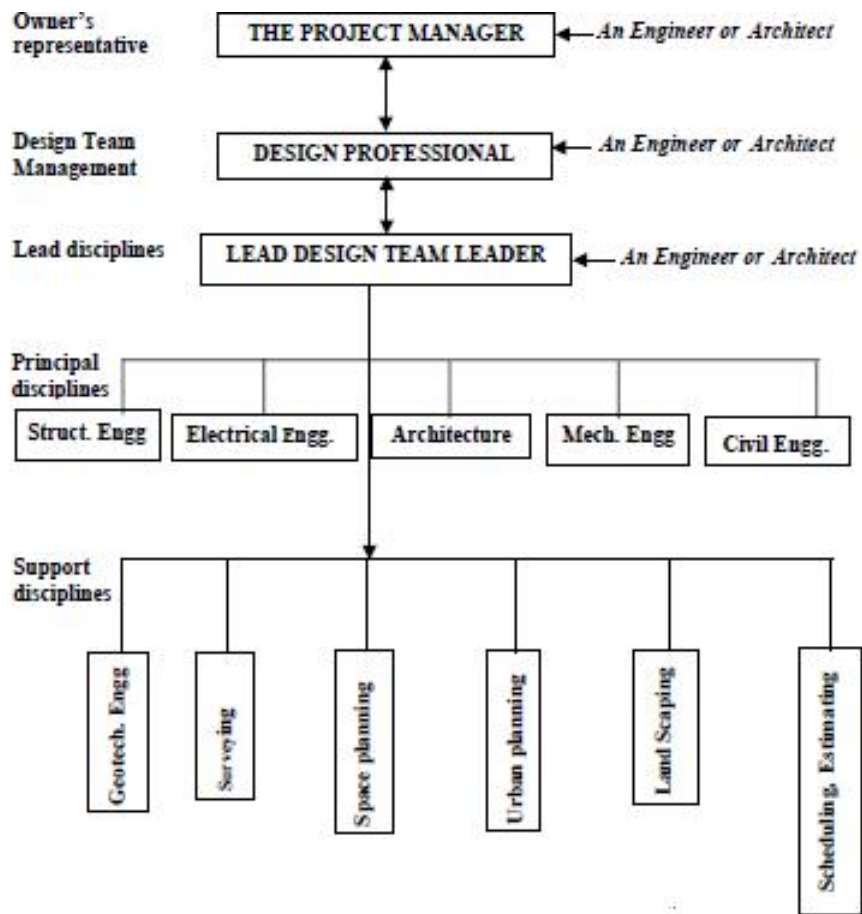 Owner's
representative
THE PROJECT MANAGER
An Engineer or Architect
Design Team
Management
DESIGN PROFESSIONAL
An Engineer or Architect
Lead disciplines
LEAD DESIGN TEAM LEADER
An Engineer or Architect
Principal
disciplines
Struct. Engg
Electrical Engg.
Architecture
Mech. Engg
Civil Engg.
Support
disciplines
Geotech. Engg
Surveying
Space planning
Urban planning
Land Scaping
Scheduling, Estimating